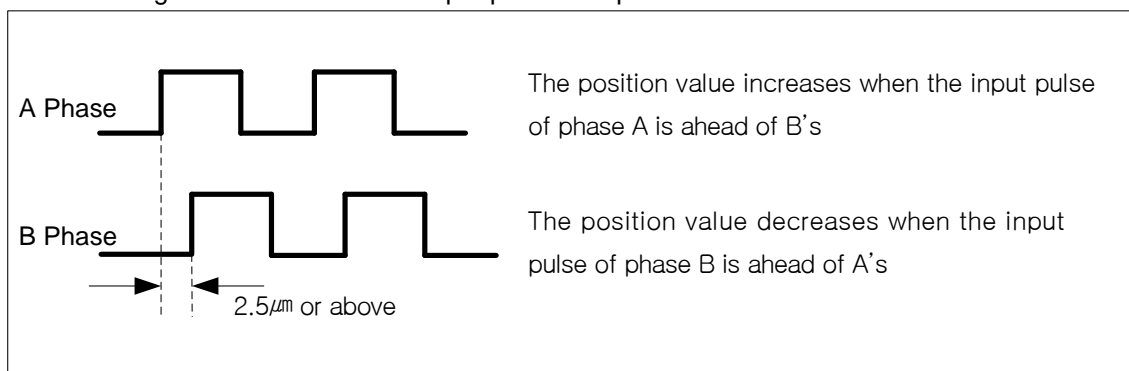 A Phase
The position value increases when the input pulse
of phase A is ahead of B's
B Phase
The position value decreases when the input
pulse of phase B is ahead of A's
2.5㎛ or above